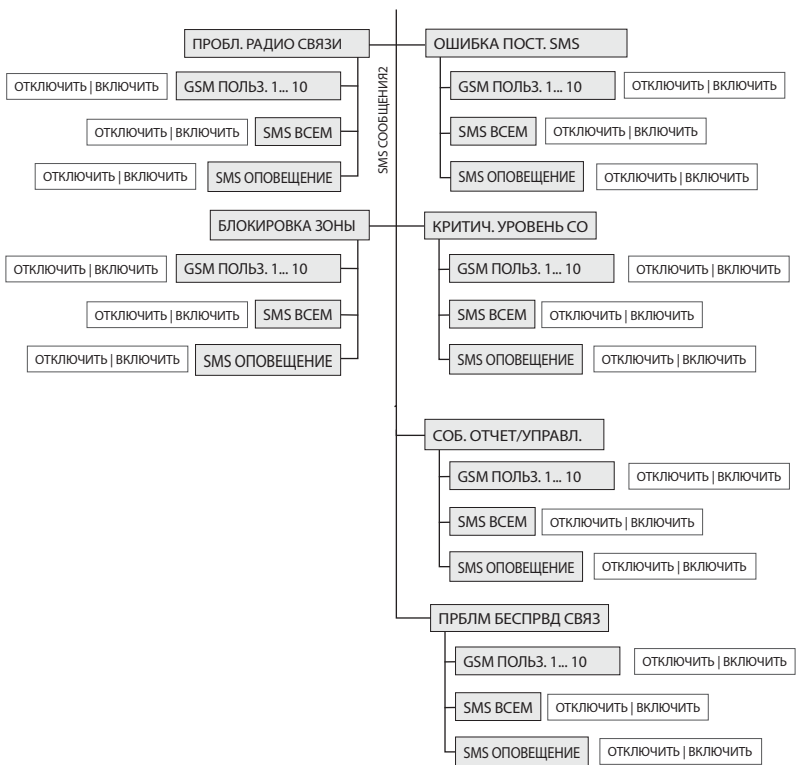 SMS СООБЩЕНИЯ2
ПРОБЛ. РАДИО СВЯЗИ
ОТКЛЮЧИТЬ | ВКЛЮЧИТЬ GSM ПОЛЬЗ. 1... 10
ОТКЛЮЧИТЬ | ВКЛЮЧИТЬ SMS ВСЕМ
ОТКЛЮЧИТЬ | ВКЛЮЧИТЬ SMS ОПОВЕЩЕНИЕ
ОШИБКА ПОСТ. SMS
GSM ПОЛЬЗ. 1... 10 ОТКЛЮЧИТЬ | ВКЛЮЧИТЬ
SMS ВСЕМ ОТКЛЮЧИТЬ | ВКЛЮЧИТЬ
SMS ОПОВЕЩЕНИЕ ОТКЛЮЧИТЬ | ВКЛЮЧИТЬ
БЛОКИРОВКА ЗОНЫ
ОТКЛЮЧИТЬ | ВКЛЮЧИТЬ GSM ПОЛЬЗ. 1... 10
ОТКЛЮЧИТЬ | ВКЛЮЧИТЬ SMS ВСЕМ
ОТКЛЮЧИТЬ | ВКЛЮЧИТЬ SMS ОПОВЕЩЕНИЕ
КРИТИЧ. УРОВЕНЬ CO
GSM ПОЛЬЗ. 1... 10 ОТКЛЮЧИТЬ | ВКЛЮЧИТЬ
SMS ВСЕМ ОТКЛЮЧИТЬ | ВКЛЮЧИТЬ
SMS ОПОВЕЩЕНИЕ ОТКЛЮЧИТЬ | ВКЛЮЧИТЬ
СОБ. ОТЧЕТ/УПРАВЛ.
GSM ПОЛЬЗ. 1... 10 ОТКЛЮЧИТЬ | ВКЛЮЧИТЬ
SMS ВСЕМ ОТКЛЮЧИТЬ | ВКЛЮЧИТЬ
SMS ОПОВЕЩЕНИЕ ОТКЛЮЧИТЬ | ВКЛЮЧИТЬ
ПРБЛМ БЕСПРВД СВЯЗ
GSM ПОЛЬЗ. 1... 10 ОТКЛЮЧИТЬ | ВКЛЮЧИТЬ
SMS ВСЕМ ОТКЛЮЧИТЬ | ВКЛЮЧИТЬ
SMS ОПОВЕЩЕНИЕ ОТКЛЮЧИТЬ | ВКЛЮЧИТЬ